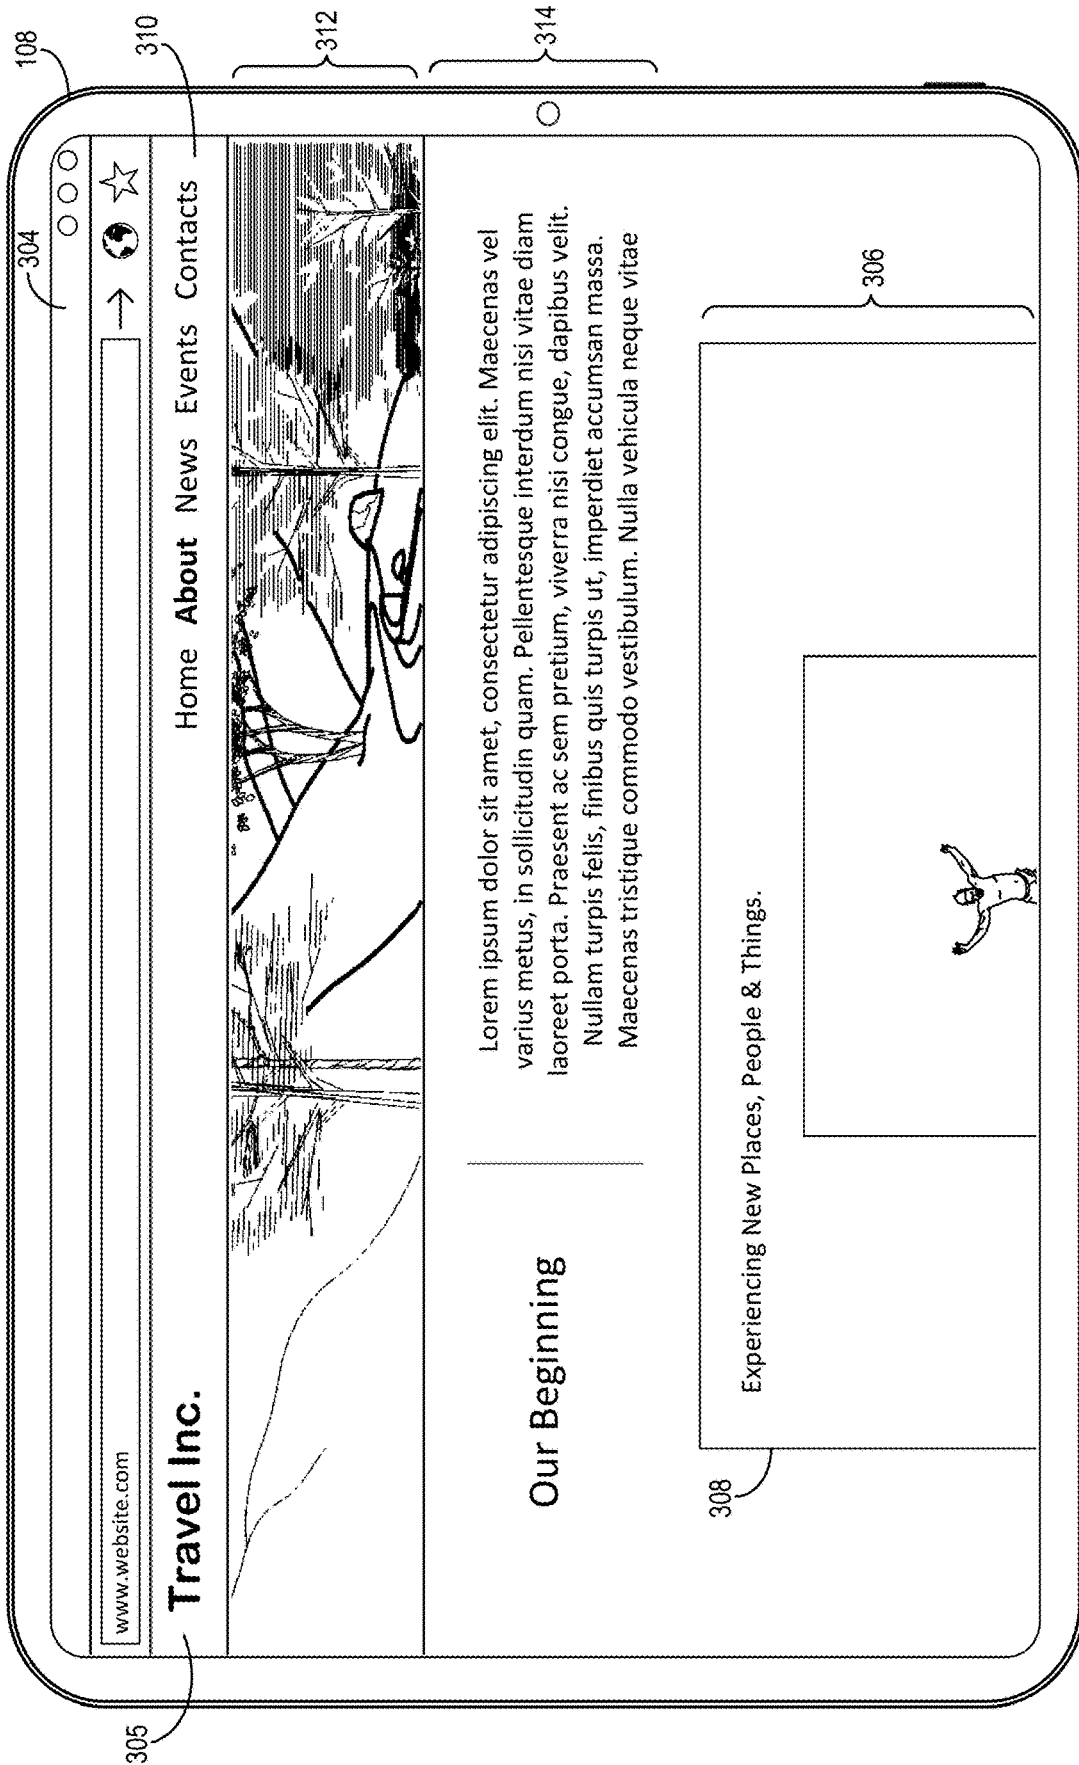 108
304
310
www.website.com
305
Travel Inc.
Home About News Events Contacts
312
314
Our Beginning
Lorem ipsum dolor sit amet, consectetur adipiscing elit. Maecenas vel
varius metus, in sollicitudin quam. Pellentesque interdum nisi vitae diam
laoreet porta. Praesent ac sem pretium, viverra nisi congue, dapibus velit.
Nullam turpis felis, finibus quis turpis ut, imperdiet accumsan massa.
Maecenas tristique commodo vestibulum. Nulla vehicula neque vitae
308
Experiencing New Places, People & Things.
306